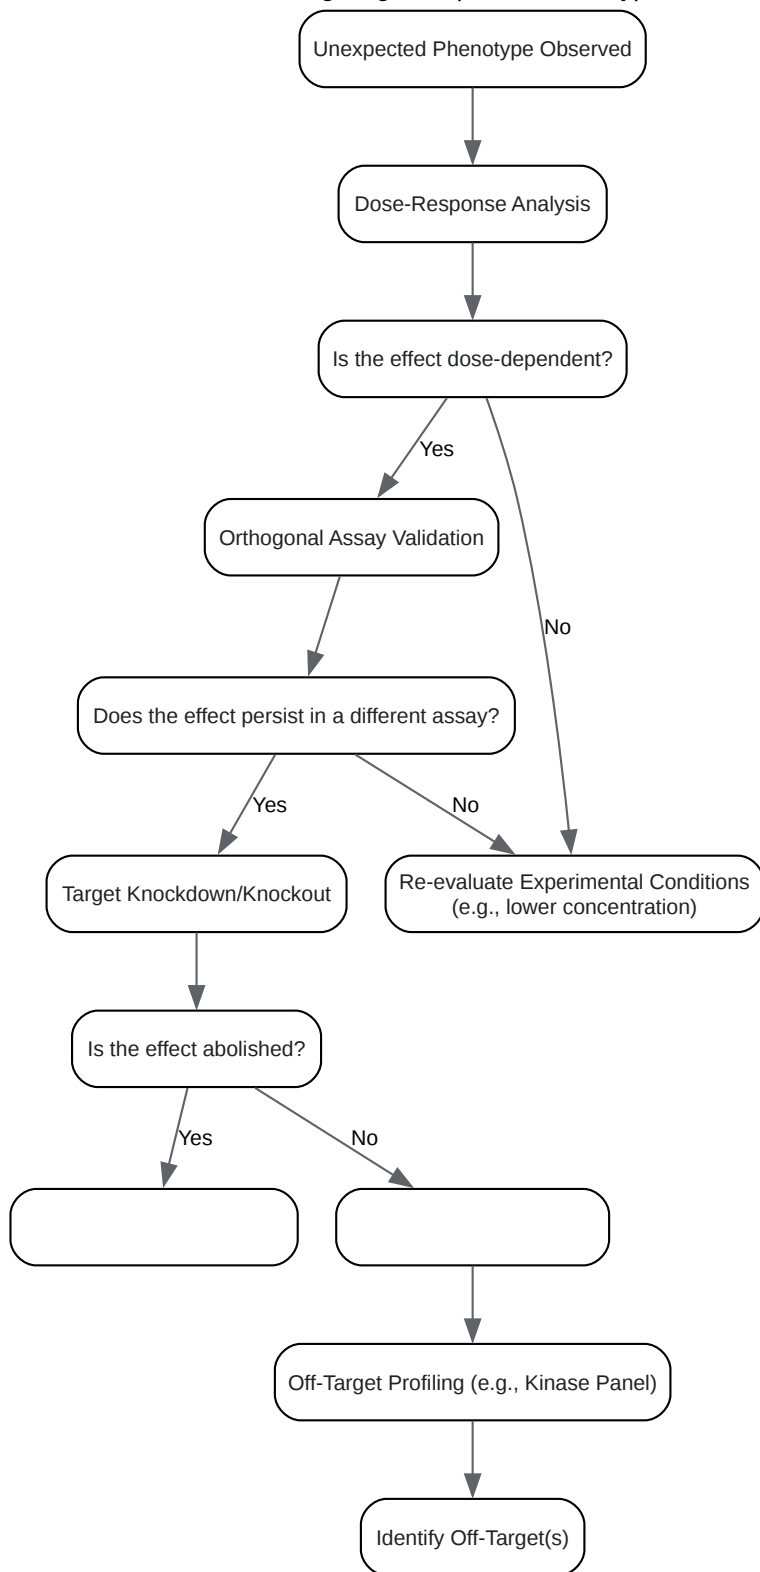 Unexpected Phenotype Observed
Dose-Response Analysis
Is the effect dose-dependent?
Yes
Orthogonal Assay Validation
No
Does the effect persist in a different assay?
Yes
No
Target Knockdown/Knockout
Re-evaluate Experimental Conditions
(e.g., lower concentration)
Is the effect abolished?
Yes
No
Off-Target Profiling (e.g., Kinase Panel)
Identify Off-Target(s)